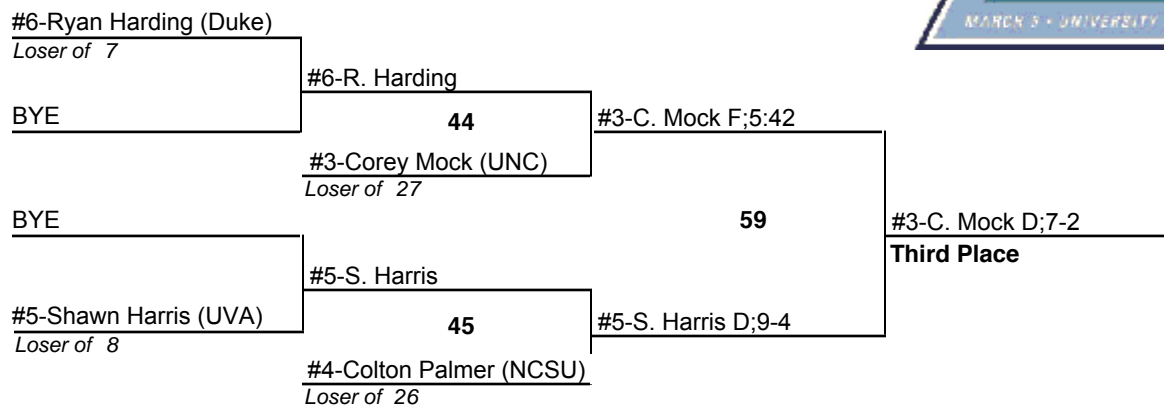 #6-Ryan Harding (Duke)
Loser of 7
MARCH 5 • UNIVERSITY
#6-R. Harding
BYE
44
#3-C. Mock F;5:42
#3-Corey Mock (UNC)
Loser of 27
BYE
59
#3-C. Mock D;7-2
Third Place
#5-S. Harris
#5-Shawn Harris (UVA)
Loser of 8
45
#5-S. Harris D;9-4
#4-Colton Palmer (NCSU)
Loser of 26